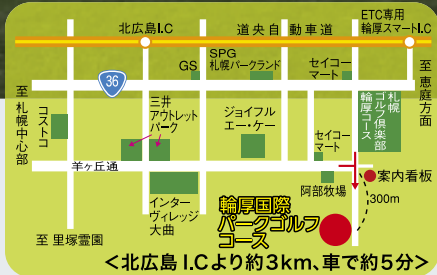 ETC専用
輪厚スマートI.C
北広島I.C
道央自動車道
SPG
札幌パークランド
GS
セイコー
マート
至恵庭方面
36
至札幌中心部
コストコ
三井
アウトレット
パーク
ジョイフル
エー・ケー
札幌
ゴルフ倶楽部
輪厚コース
セイコー
マート
羊ヶ丘通
案内看板
阿部牧場
300m
インター
ヴィレッジ
大曲
輪厚国際
パークゴルフ
コース
至 里塚霊園
<北広島I.Cより約3km、車で約5分>